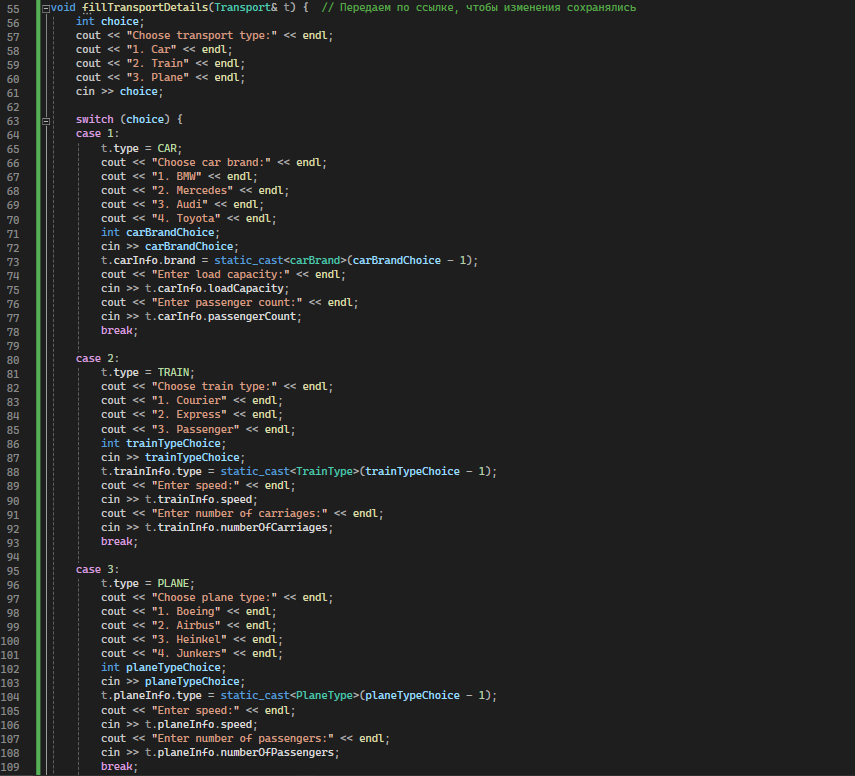 55 void fillTransportDetails(Transport& t) {  // Передаем по ссылке, чтобы изменения сохранялись
56     int choice;
57     cout << "Choose transport type:" << endl;
58     cout << "1. Car" << endl;
59     cout << "2. Train" << endl;
60     cout << "3. Plane" << endl;
61     cin >> choice;
62
63     switch (choice) {
64     case 1:
65         t.type = CAR;
66         cout << "Choose car brand:" << endl;
67         cout << "1. BMW" << endl;
68         cout << "2. Mercedes" << endl;
69         cout << "3. Audi" << endl;
70         cout << "4. Toyota" << endl;
71         int carBrandChoice;
72         cin >> carBrandChoice;
73         t.carInfo.brand = static_cast<carBrand>(carBrandChoice - 1);
74         cout << "Enter load capacity:" << endl;
75         cin >> t.carInfo.loadCapacity;
76         cout << "Enter passenger count:" << endl;
77         cin >> t.carInfo.passengerCount;
78         break;
79
80     case 2:
81         t.type = TRAIN;
82         cout << "Choose train type:" << endl;
83         cout << "1. Courier" << endl;
84         cout << "2. Express" << endl;
85         cout << "3. Passenger" << endl;
86         int trainTypeChoice;
87         cin >> trainTypeChoice;
88         t.trainInfo.type = static_cast<TrainType>(trainTypeChoice - 1);
89         cout << "Enter speed:" << endl;
90         cin >> t.trainInfo.speed;
91         cout << "Enter number of carriages:" << endl;
92         cin >> t.trainInfo.numberOfCarriages;
93         break;
94
95     case 3:
96         t.type = PLANE;
97         cout << "Choose plane type:" << endl;
98         cout << "1. Boeing" << endl;
99         cout << "2. Airbus" << endl;
100         cout << "3. Heinkel" << endl;
101         cout << "4. Junkers" << endl;
102         int planeTypeChoice;
103         cin >> planeTypeChoice;
104         t.planeInfo.type = static_cast<PlaneType>(planeTypeChoice - 1);
105         cout << "Enter speed:" << endl;
106         cin >> t.planeInfo.speed;
107         cout << "Enter number of passengers:" << endl;
108         cin >> t.planeInfo.numberOfPassengers;
109         break;